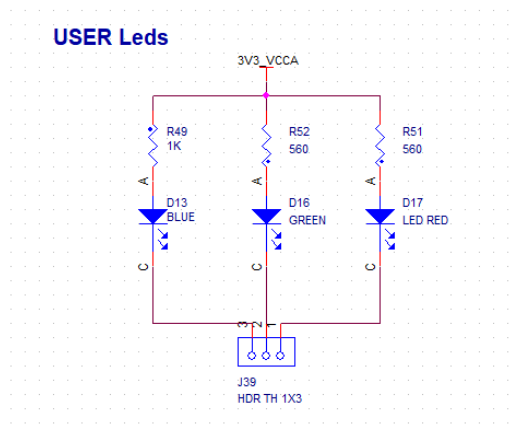 USER Leds
3V3_VCCA
R49
1K
R52
560
R51
560
A
A
A
D13
BLUE
D16
GREEN
D17
LED RED
C
C
C
3
2
1
J39
HDR TH 1X3